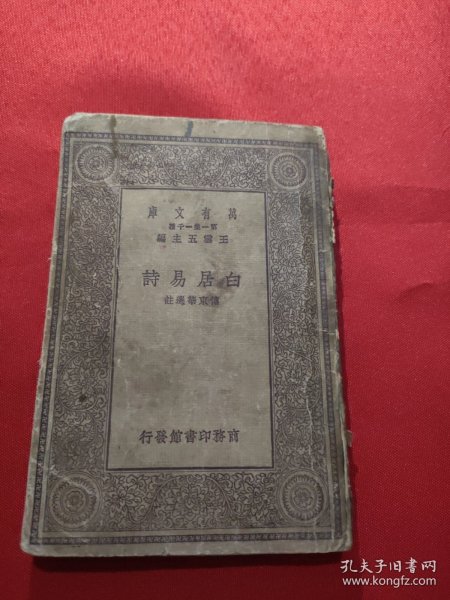 萬有文庫
第一集一千種
王雲五主編
白居易詩
傅東華選註
商務印書館發行
孔夫子旧书网
www.kongfz.com